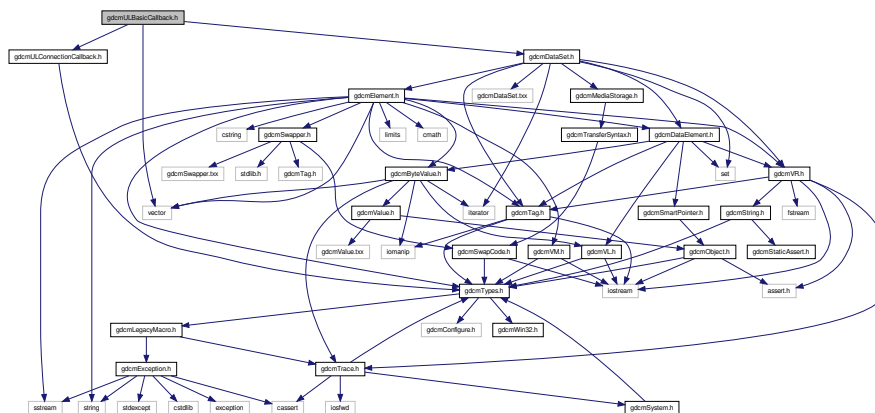 gdcmULBasicCallback.h
gdcmULConnectionCallback.h
gdcmDataSet.h
gdcmElement.h
gdcmDataSet.txx
gdcmMediaStorage.h
cstring
gdcmSwapper.h
limits
cmath
gdcmTransferSyntax.h
gdcmDataElement.h
gdcmSwapper.txx
stdlib.h
gdcmTag.h
gdcmByteValue.h
set
gdcmVR.h
vector
gdcmValue.h
iterator
gdcmTag.h
gdcmSmartPointer.h
gdcmString.h
fstream
gdcmValue.txx
iomanip
gdcmSwapCode.h
gdcmVM.h
gdcmVL.h
gdcmObject.h
gdcmStaticAssert.h
gdcmTypes.h
iostream
assert.h
gdcmLegacyMacro.h
gdcmConfigure.h
gdcmWin32.h
gdcmException.h
gdcmTrace.h
sstream
string
stdexcept
cstdlib
exception
cassert
iosfwd
gdcmSystem.h